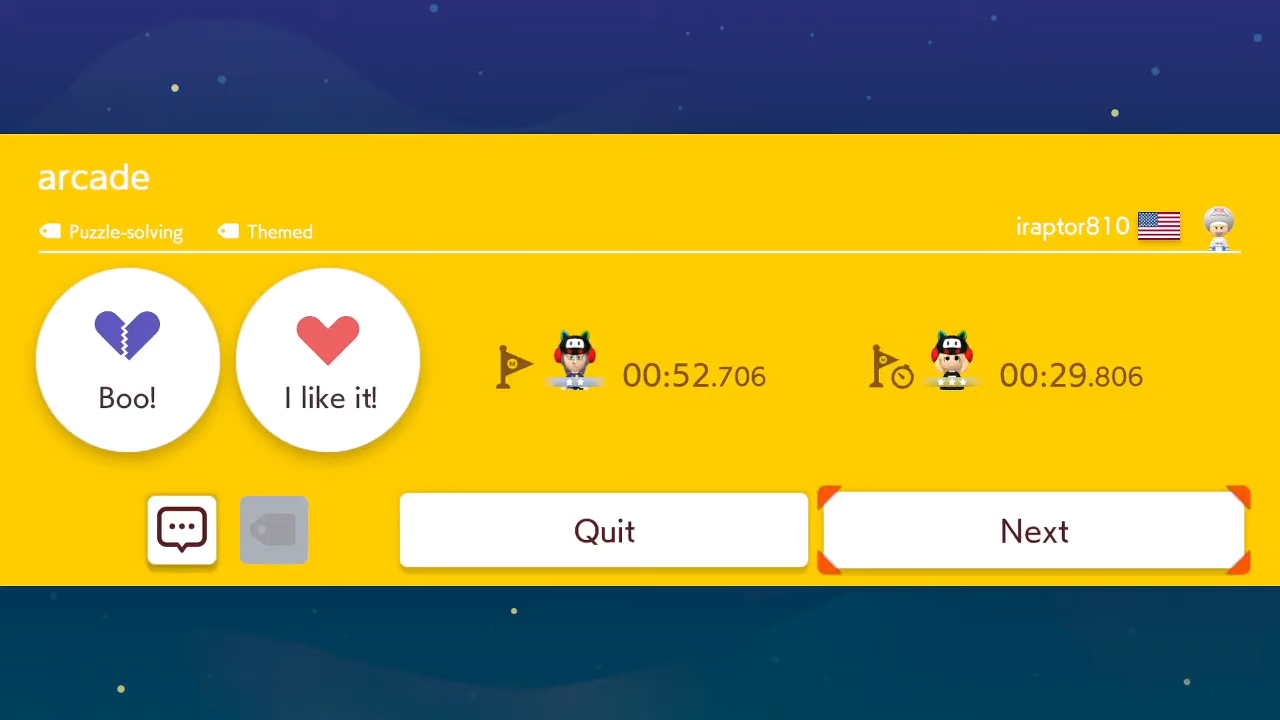 arcade
Puzzle-solving Themed
iraptor810
Boo! I like it!
M 00:52.706 M 00:29.806
Quit Next